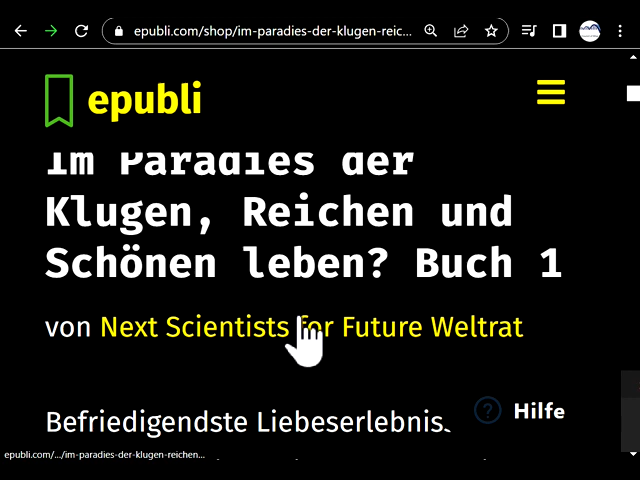 epubli.com/shop/im-paradies-der-klugen-reic...
epubli
Im Paradies der
Klugen, Reichen und
Schönen leben? Buch 1
von Next Scientists for Future Weltrat
Befriedigendste
Hilfe
epubli.com/.../im-paradies-der-klugen-reichen...